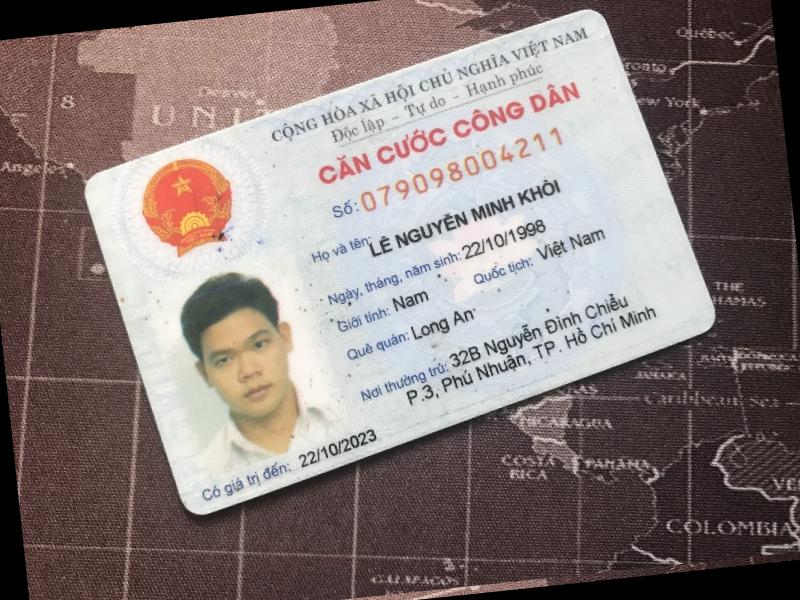 CỘNG HÒA XÃ HỘI CHỦ NGHĨA VIỆT NAM
Độc lập - Tự do - Hạnh phúc
CĂN CƯỚC CÔNG DÂN
Số: 079098004211
Họ và tên: LÊ NGUYỄN MINH KHÔI
Ngày, tháng, năm sinh: 22/10/1998
Giới tính: Nam Quốc tịch: Việt Nam
Quê quán: Long An
Nơi thường trú: 32B Nguyễn Đình Chiểu
P.3, Phú Nhuận, TP. Hồ Chí Minh
Có giá trị đến: 22/10/2023
8
Québec
New York
Angeles
THE
BAHAMAS
JAMAICA
Caribbean Sea
NICARAGUA
COSTA
RICA
PANAMA
COLOMBIA
GALAPAGOS